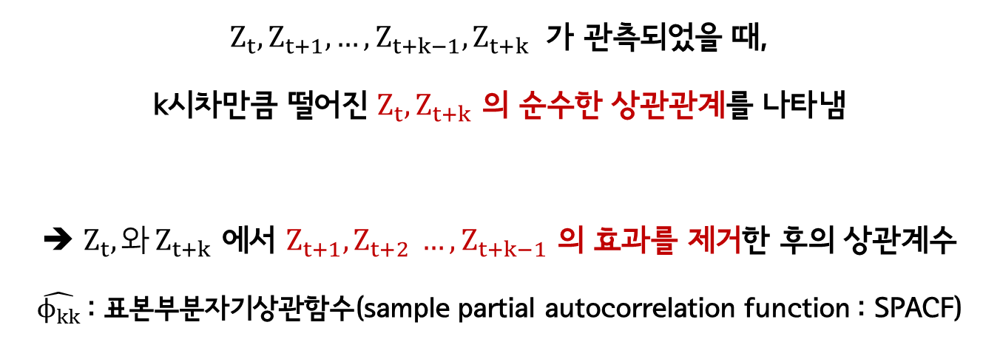 Z_t, Z_{t+1}, …, Z_{t+k−1}, Z_{t+k} 가 관측되었을 때,
k시차만큼 떨어진 Z_t, Z_{t+k} 의 순수한 상관관계를 나타냄
➔ Z_t, 와 Z_{t+k} 에서 Z_{t+1}, Z_{t+2} …, Z_{t+k−1} 의 효과를 제거한 후의 상관계수
\widehat{ϕ_{kk}} : 표본부분자기상관함수(sample partial autocorrelation function : SPACF)